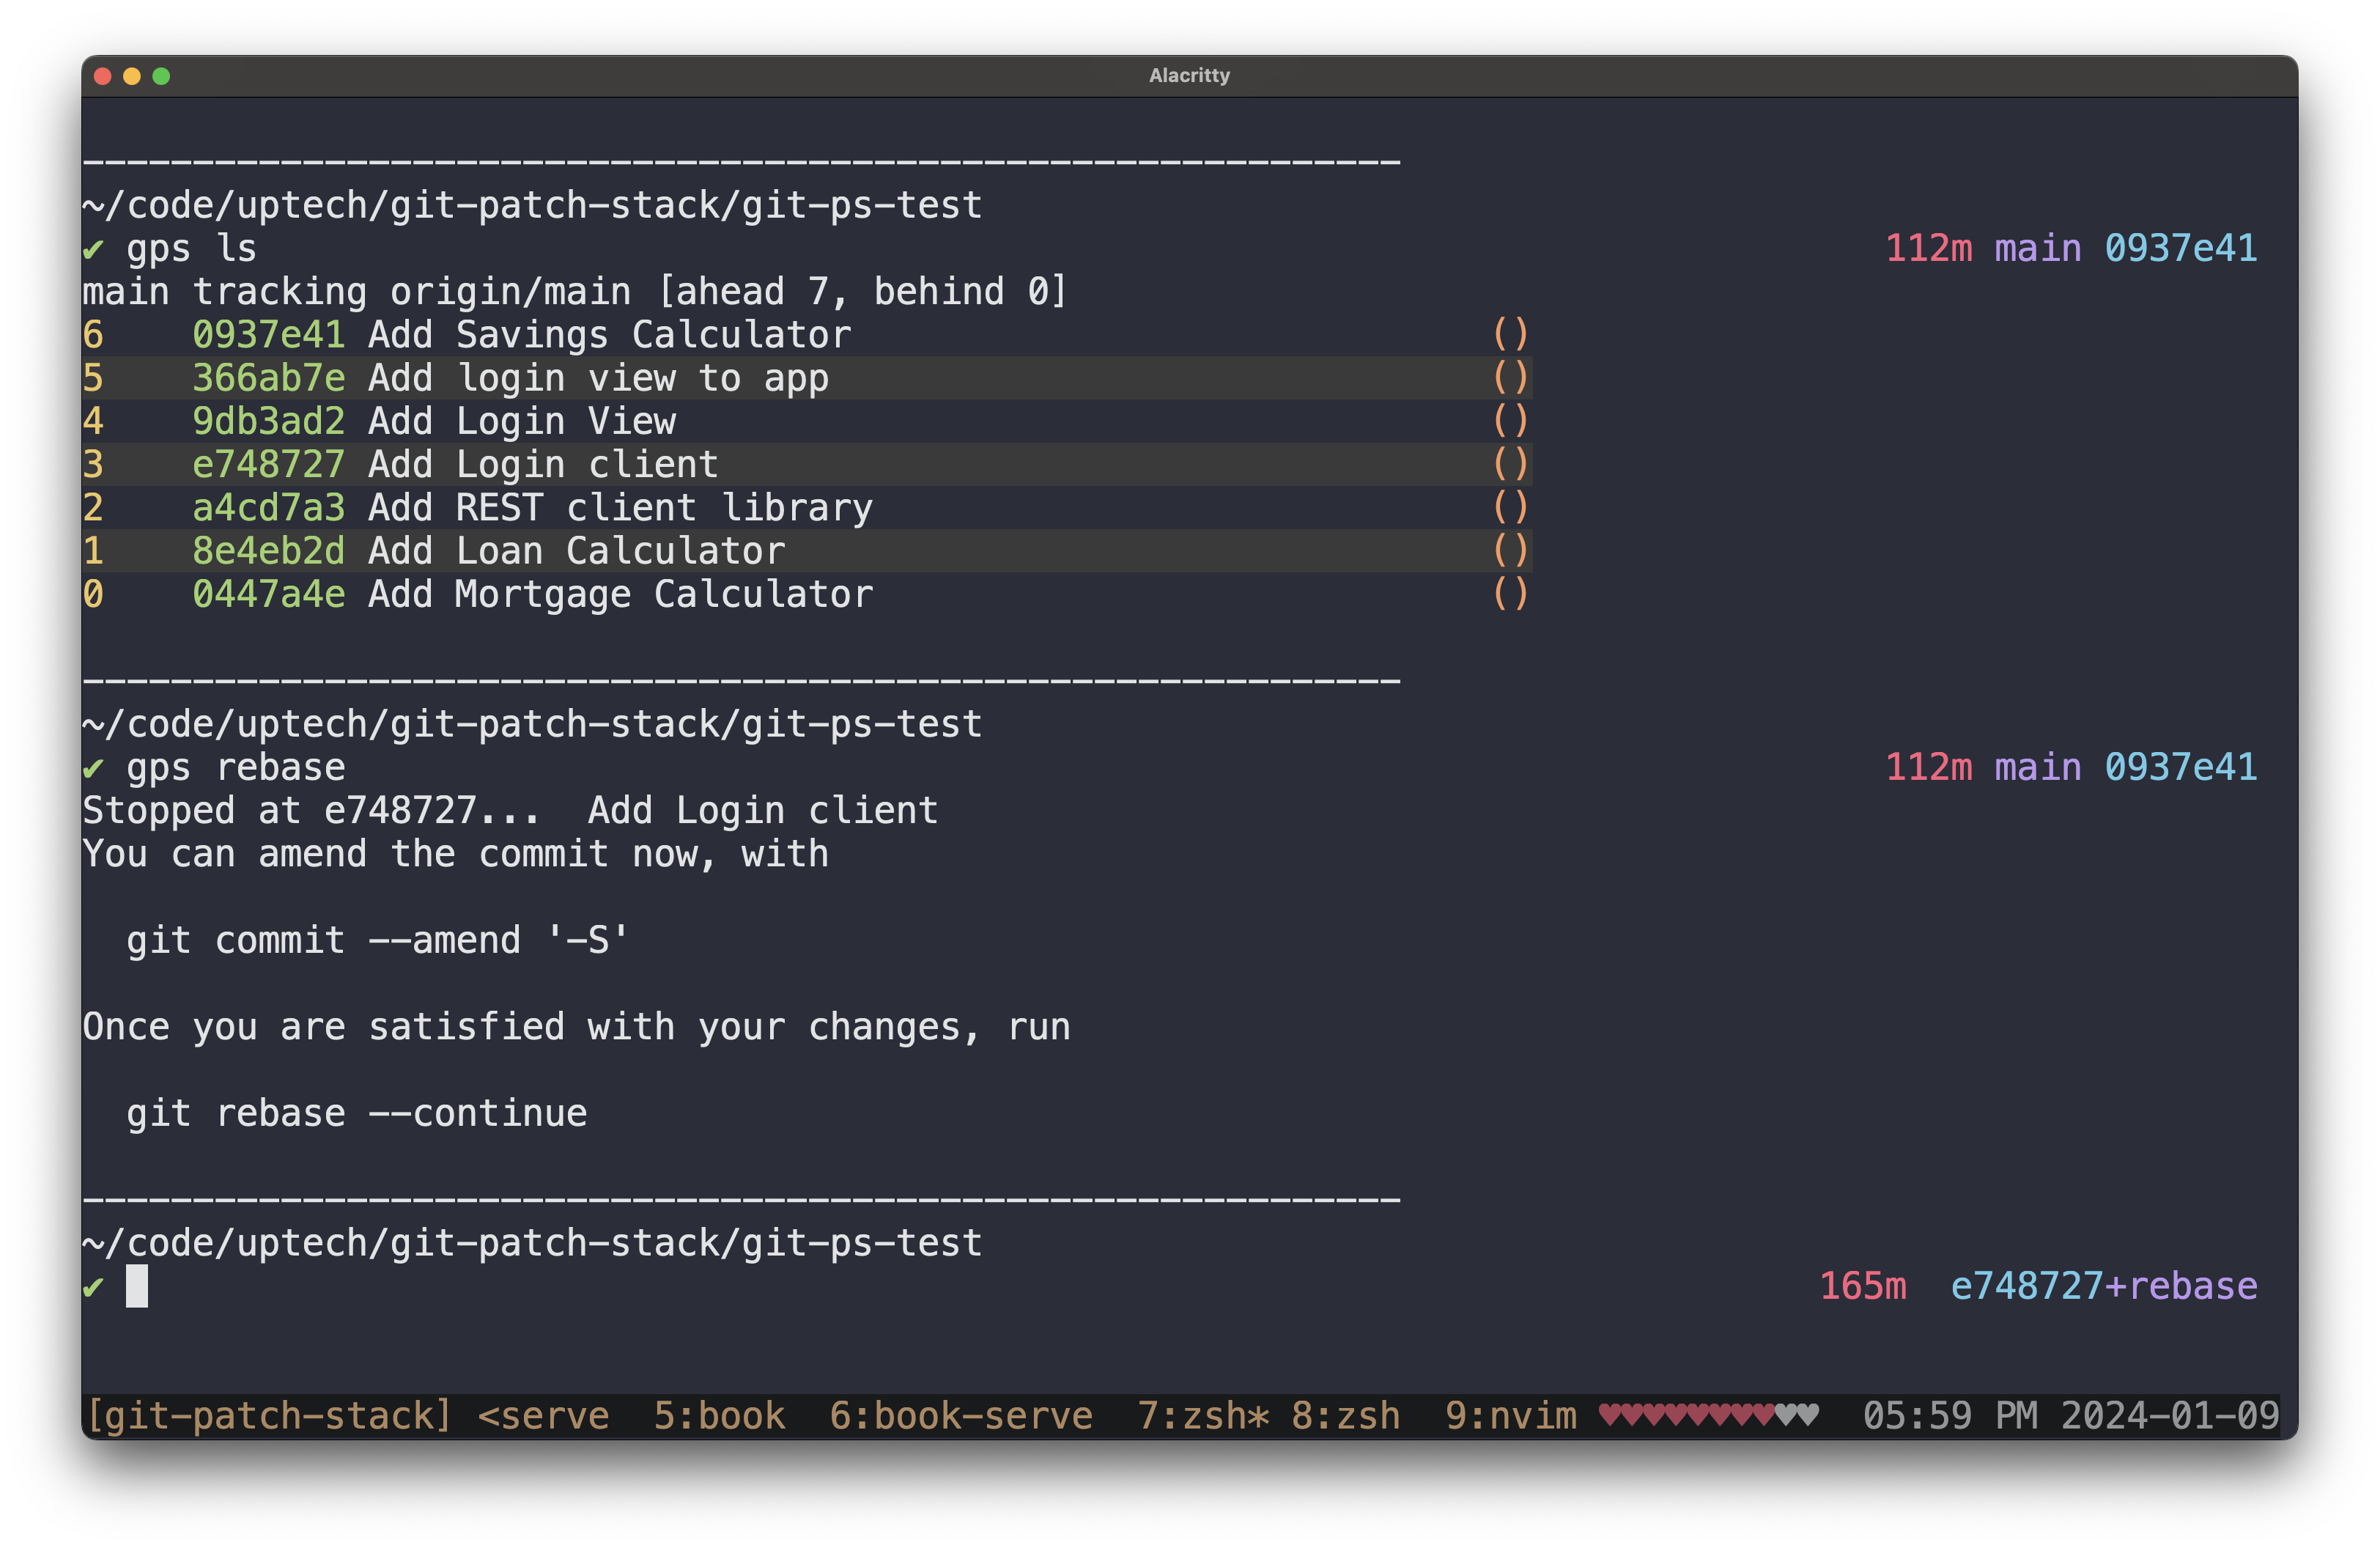 Alacritty
------------------------------------------------------------
~/code/uptech/git-patch-stack/git-ps-test
✔ gps ls 112m main 0937e41
main tracking origin/main [ahead 7, behind 0]
6    0937e41 Add Savings Calculator ()
5    366ab7e Add login view to app ()
4    9db3ad2 Add Login View ()
3    e748727 Add Login client ()
2    a4cd7a3 Add REST client library ()
1    8e4eb2d Add Loan Calculator ()
0    0447a4e Add Mortgage Calculator ()
------------------------------------------------------------
~/code/uptech/git-patch-stack/git-ps-test
✔ gps rebase 112m main 0937e41
Stopped at e748727...  Add Login client
You can amend the commit now, with
  git commit --amend '-S'
Once you are satisfied with your changes, run
  git rebase --continue
------------------------------------------------------------
~/code/uptech/git-patch-stack/git-ps-test
✔ 165m  e748727+rebase
[git-patch-stack] <serve  5:book  6:book-serve  7:zsh* 8:zsh  9:nvim ♥♥♥♥♥♥♥♥♥♥  05:59 PM 2024-01-09